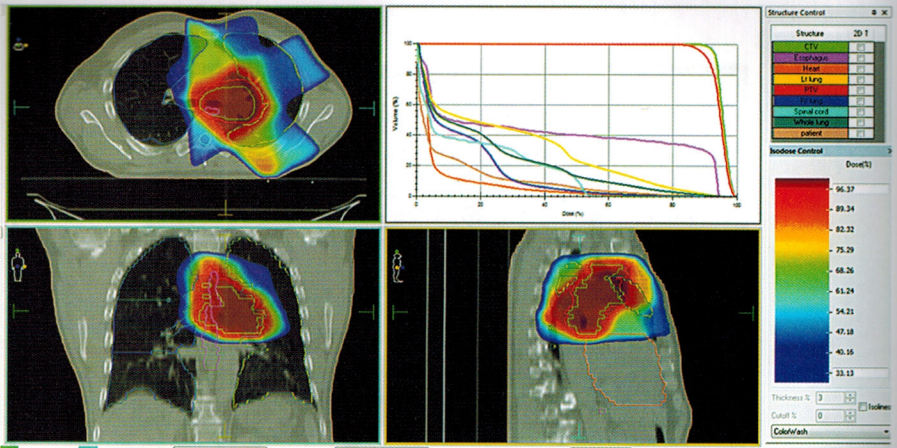 Structure Control
Structure 2D T
CTV
Esophagus
Heart
Lt lung
PTV
Rt lung
Spinal cord
Whole lung
patient
Isodose Control
Dose(%)
96.37
89.34
82.32
75.29
68.26
61.24
54.21
47.18
40.16
33.13
Thickness % 3
Cutoff % 0
Isolines
ColorWash
Volume (%)
100
80
60
40
20
0
0 20 40 60 80 100
Dose (%)